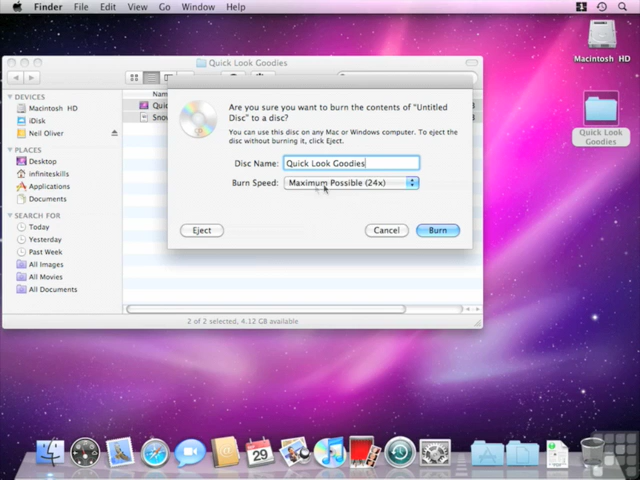 Finder File Edit View Go Window Help
Macintosh HD
Quick Look Goodies
DEVICES
Macintosh HD
iDisk
Neil Oliver
PLACES
Desktop
infiniteskills
Applications
Documents
SEARCH FOR
Today
Yesterday
Past Week
All Images
All Movies
All Documents
Are you sure you want to burn the contents of "Untitled
Disc" to a disc?
You can use this disc on any Mac or Windows computer. To eject the
disc without burning it, click Eject.
Disc Name: Quick Look Goodies
Burn Speed: Maximum Possible (24x)
Eject Cancel Burn
2 of 2 selected, 4.12 GB available
Quick Look
Goodies
29